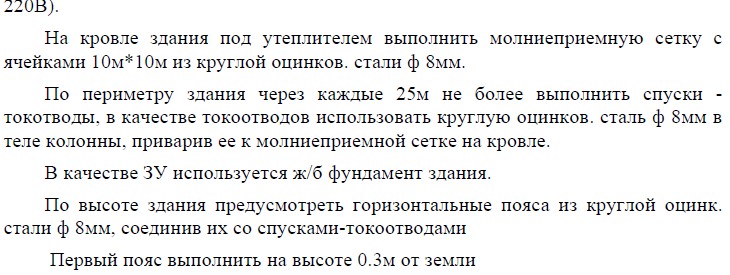 220В).
На кровле здания под утеплителем выполнить молниеприемную сетку с
ячейками 10м*10м из круглой оцинков. стали ф 8мм.
По периметру здания через каждые 25м не более выполнить спуски -
токотводы, в качестве токоотводов использовать круглую оцинков. сталь ф 8мм в
теле колонны, приварив ее к молниеприемной сетке на кровле.
В качестве ЗУ используется ж/б фундамент здания.
По высоте здания предусмотреть горизонтальные пояса из круглой оцинк.
стали ф 8мм, соединив их со спусками-токоотводами
Первый пояс выполнить на высоте 0.3м от земли